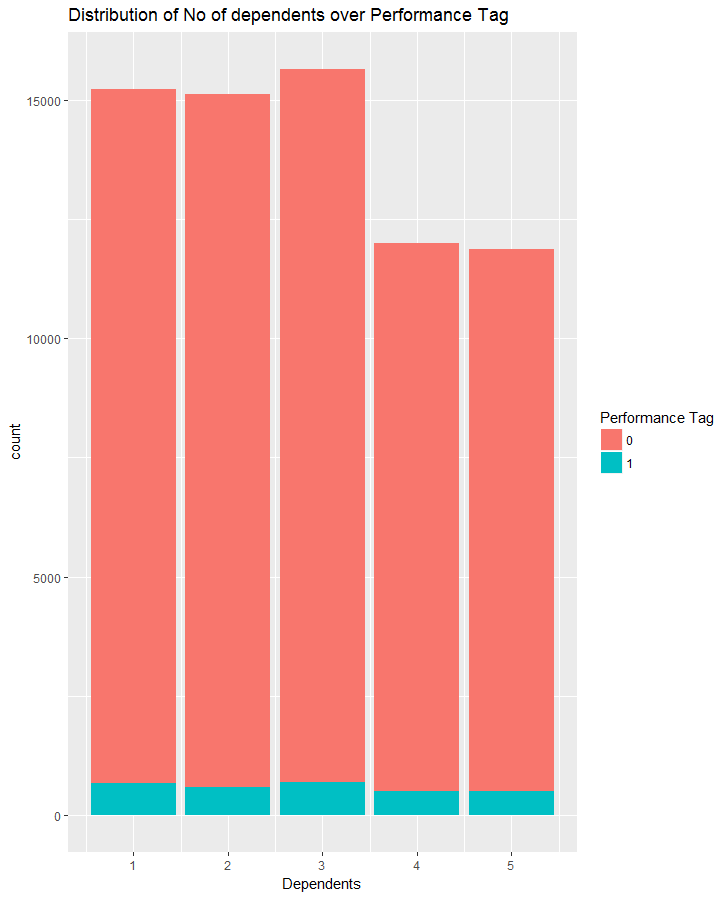 Distribution of No of dependents over Performance Tag
15000
10000
5000
0
count
1 2 3 4 5
Dependents
Performance Tag
0
1